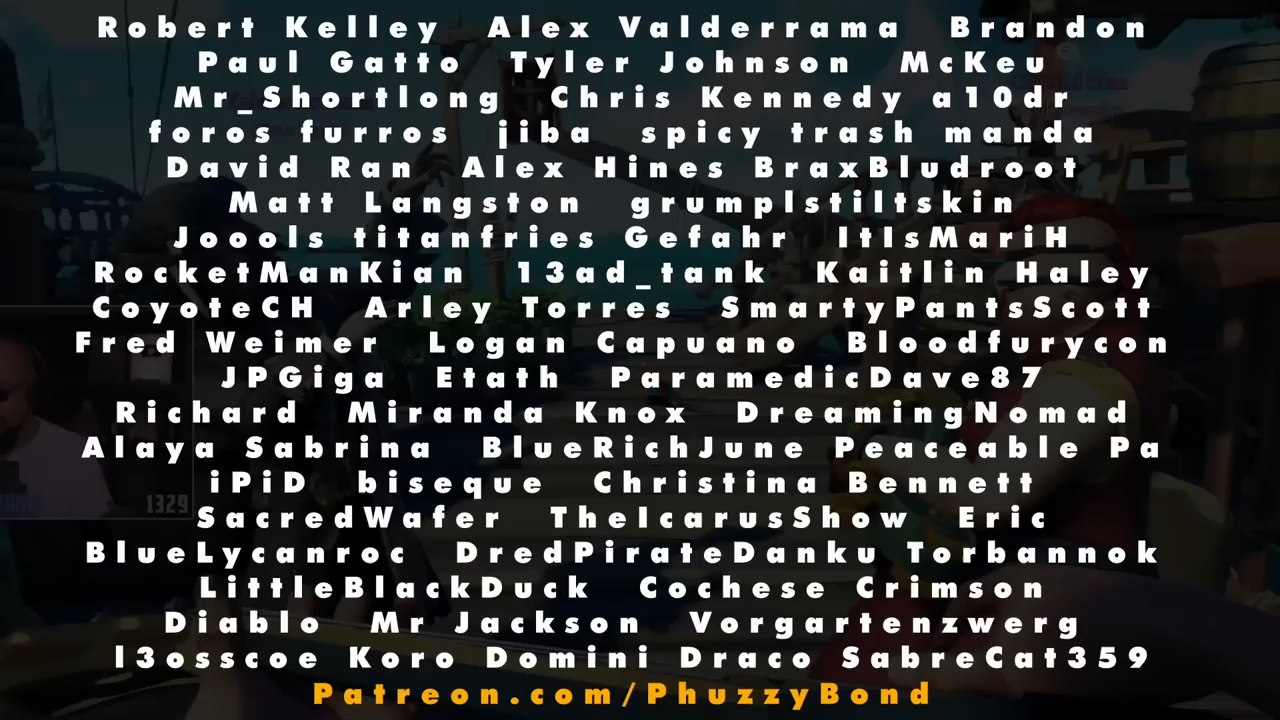 Robert Kelley Alex Valderrama Brandon
Paul Gatto Tyler Johnson McKeu
Mr_Shortlong Chris Kennedy a10dr
foros furros jiba spicy trash manda
David Ran Alex Hines BraxBludroot
Matt Langston grumplstiltskin
Joools titanfries Gefahr ItIsMariH
RocketManKian 13ad_tank Kaitlin Haley
CoyoteCH Arley Torres SmartyPantsScott
Fred Weimer Logan Capuano Bloodfurycon
JPGiga Etath ParamedicDave87
Richard Miranda Knox DreamingNomad
Alaya Sabrina BlueRichJune Peaceable Pa
iPiD biseque Christina Bennett
1329
SacredWafer TheIcarusShow Eric
BlueLycanroc DredPirateDanku Torbannok
LittleBlackDuck Cochese Crimson
Diablo Mr Jackson Vorgartenzwerg
l3osscoe Koro Domini Draco SabreCat359
Patreon.com/PhuzzyBond